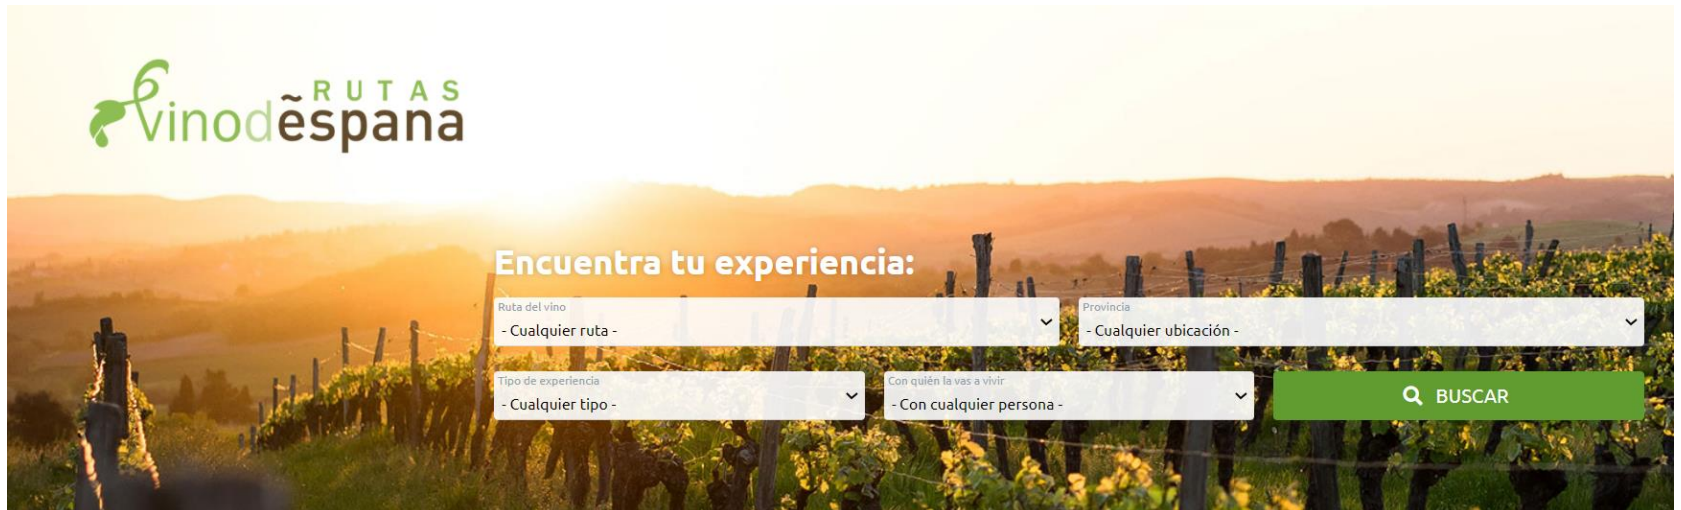 RUTAS
vinodẽspana
Encuentra tu experiencia:
Ruta del vino
- Cualquier ruta -
Provincia
- Cualquier ubicación -
Tipo de experiencia
- Cualquier tipo -
Con quién la vas a vivir
- Con cualquier persona -
BUSCAR